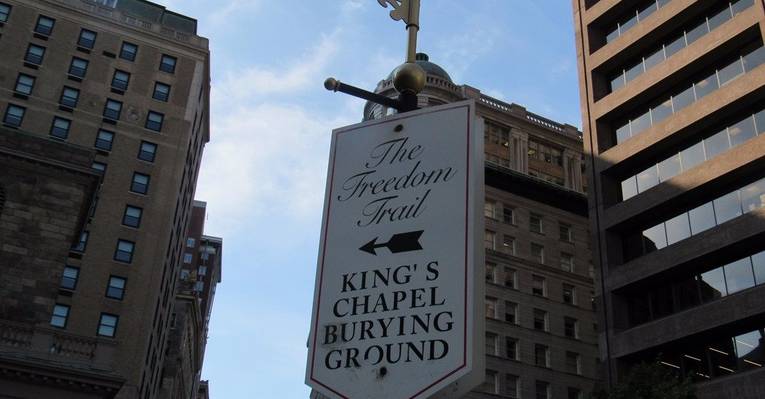 The
Freedom
Trail
KING'S
CHAPEL
BURYING
GROUND